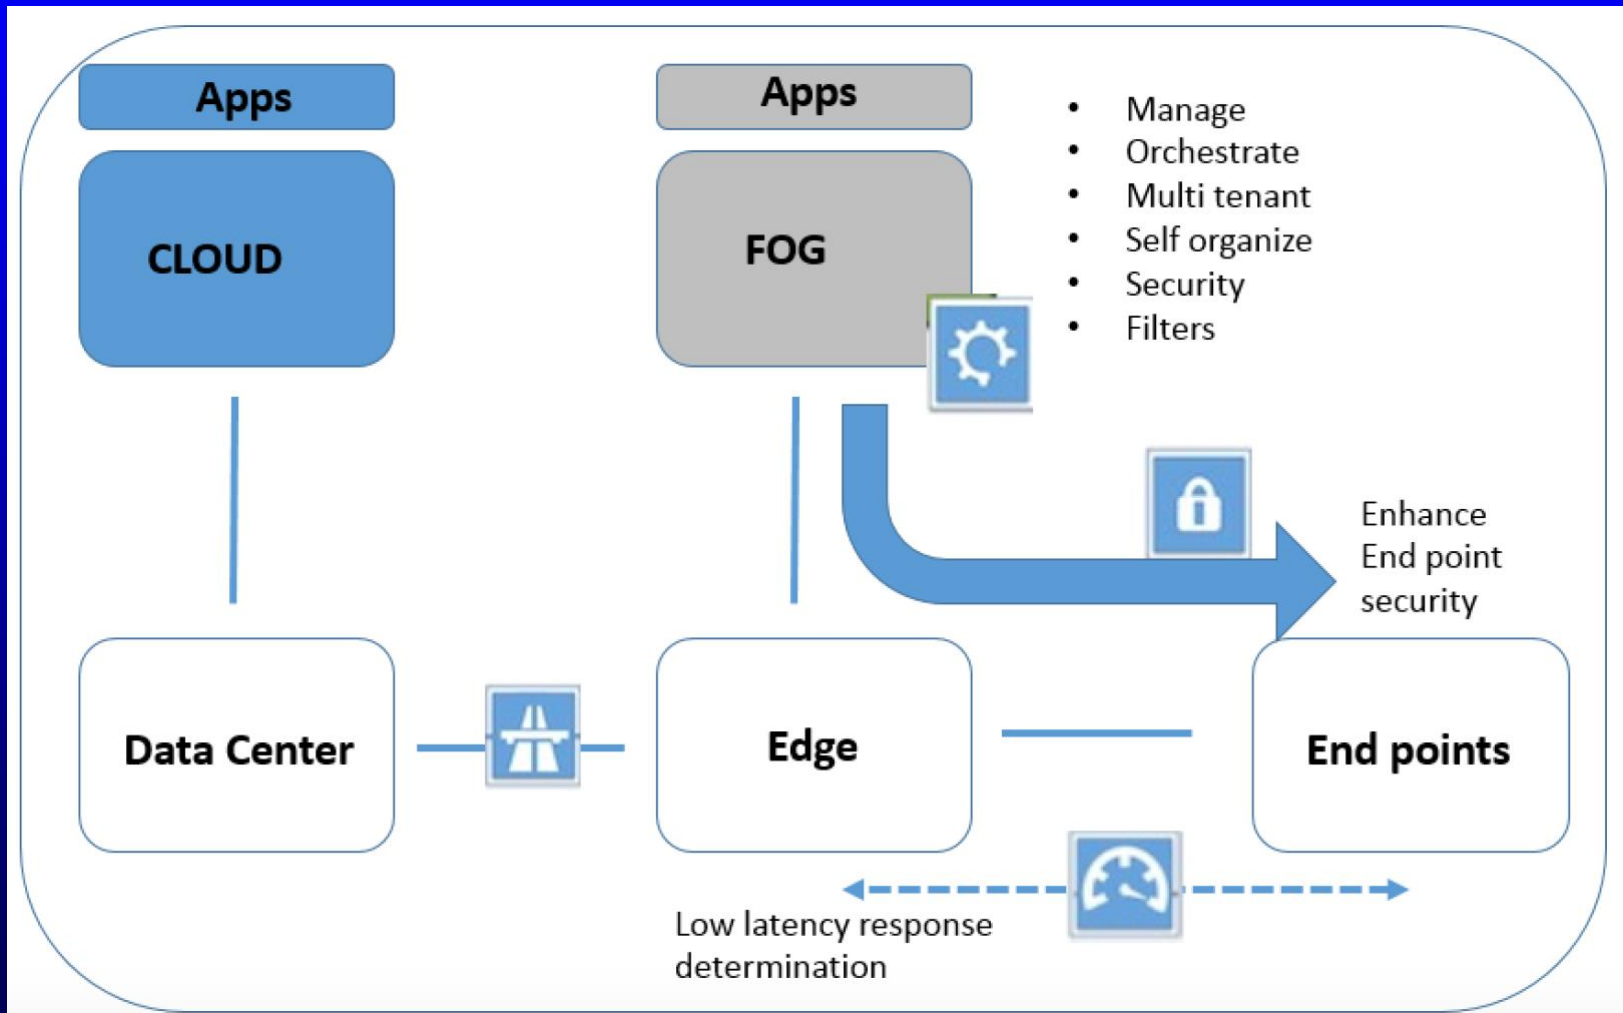 Apps
CLOUD
Apps
FOG
• Manage
• Orchestrate
• Multi tenant
• Self organize
• Security
• Filters
Enhance
End point
security
Data Center
Edge
End points
Low latency response
determination